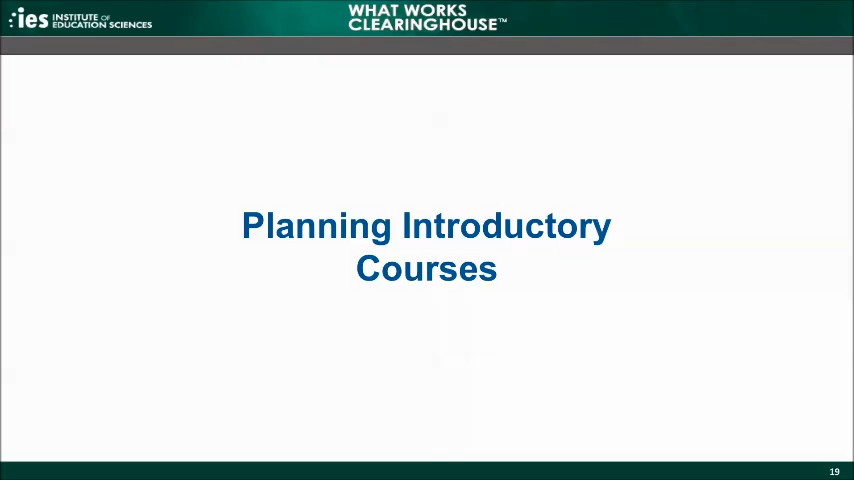 ies INSTITUTE OF
EDUCATION SCIENCES
WHAT WORKS
CLEARINGHOUSE™
Planning Introductory
Courses
19